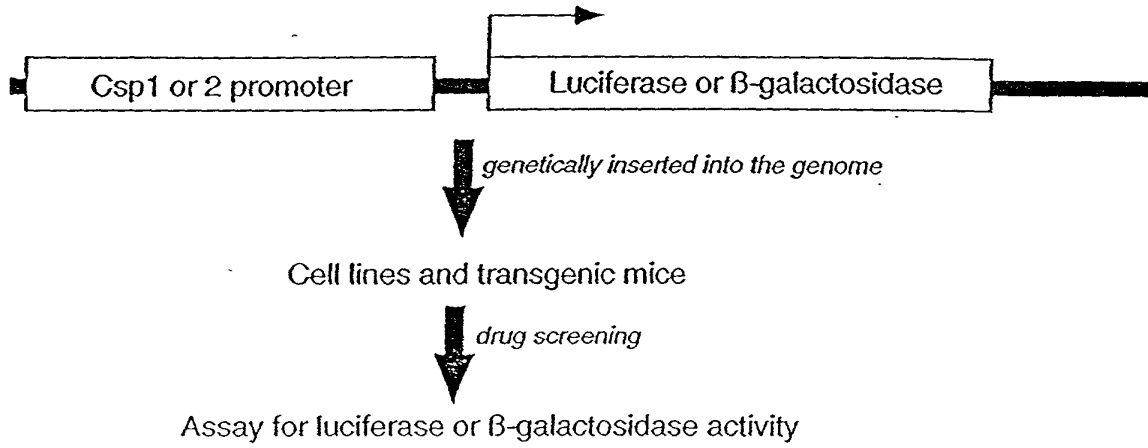 Csp1 or 2 promoter
Luciferase or ß-galactosidase
genetically inserted into the genome
Cell lines and transgenic mice
drug screening
Assay for luciferase or ß-galactosidase activity